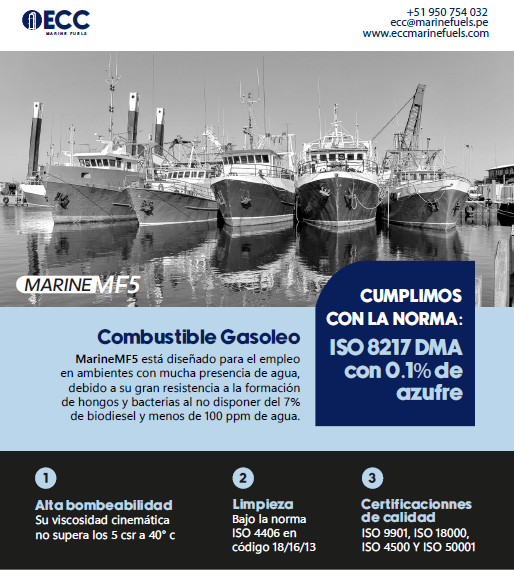 ECC
MARINE FUELS
+51 950 754 032
ecc@marinefuels.pe
www.eccmarinefuels.com
MARINE MF5
CUMPLIMOS
CON LA NORMA:
ISO 8217 DMA
con 0.1% de
azufre
Combustible Gasoleo
MarineMF5 está diseñado para el empleo
en ambientes con mucha presencia de agua,
debido a su gran resistencia a la formación
de hongos y bacterias al no disponer del 7%
de biodiesel y menos de 100 ppm de agua.
1
Alta bombeabilidad
Su viscosidad cinemática
no supera los 5 csr a 40° c
2
Limpieza
Bajo la norma
ISO 4406 en
código 18/16/13
3
Certificacionnes
de calidad
ISO 9901, ISO 18000,
ISO 4500 Y ISO 50001